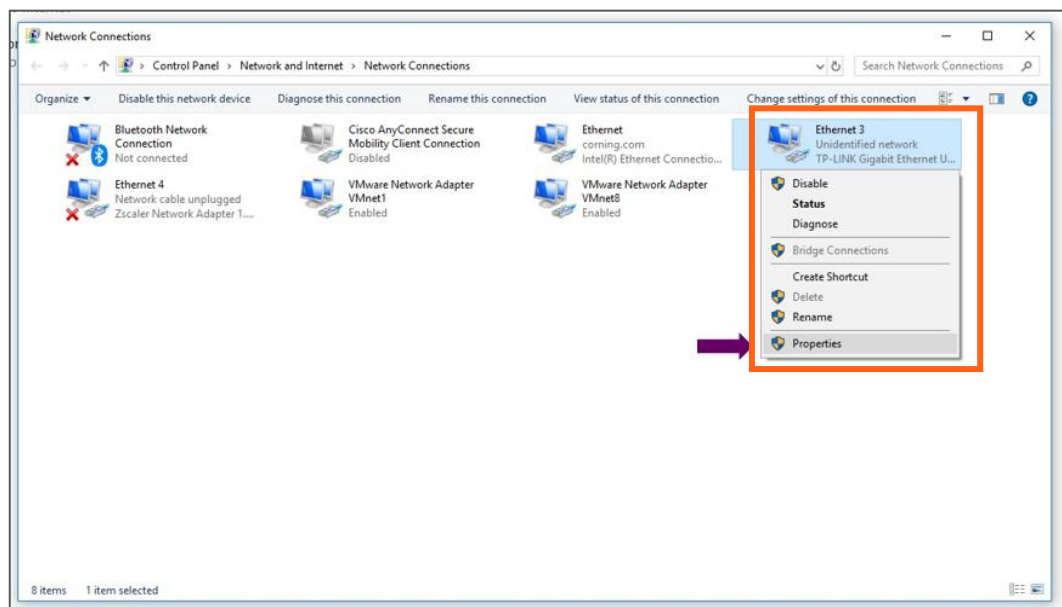 Network Connections
Control Panel › Network and Internet › Network Connections
Search Network Connections
Organize
Disable this network device
Diagnose this connection
Rename this connection
View status of this connection
Change settings of this connection
Bluetooth Network
Connection
Not connected
Cisco AnyConnect Secure
Mobility Client Connection
Disabled
Ethernet
corning.com
Intel(R) Ethernet Connectio...
Ethernet 3
Unidentified network
TP-LINK Gigabit Ethernet U...
Ethernet 4
Network cable unplugged
Zscaler Network Adapter 1....
VMware Network Adapter
VMnet1
Enabled
VMware Network Adapter
VMnet8
Enabled
Disable
Status
Diagnose
Bridge Connections
Create Shortcut
Delete
Rename
Properties
8 items 1 item selected